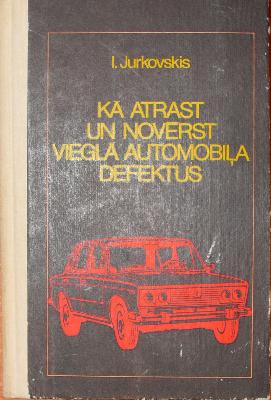 I. Jurkovskis
KĀ ATRAST
UN NOVĒRST
VIEGLĀ AUTOMOBIĻA
DEFEKTUS